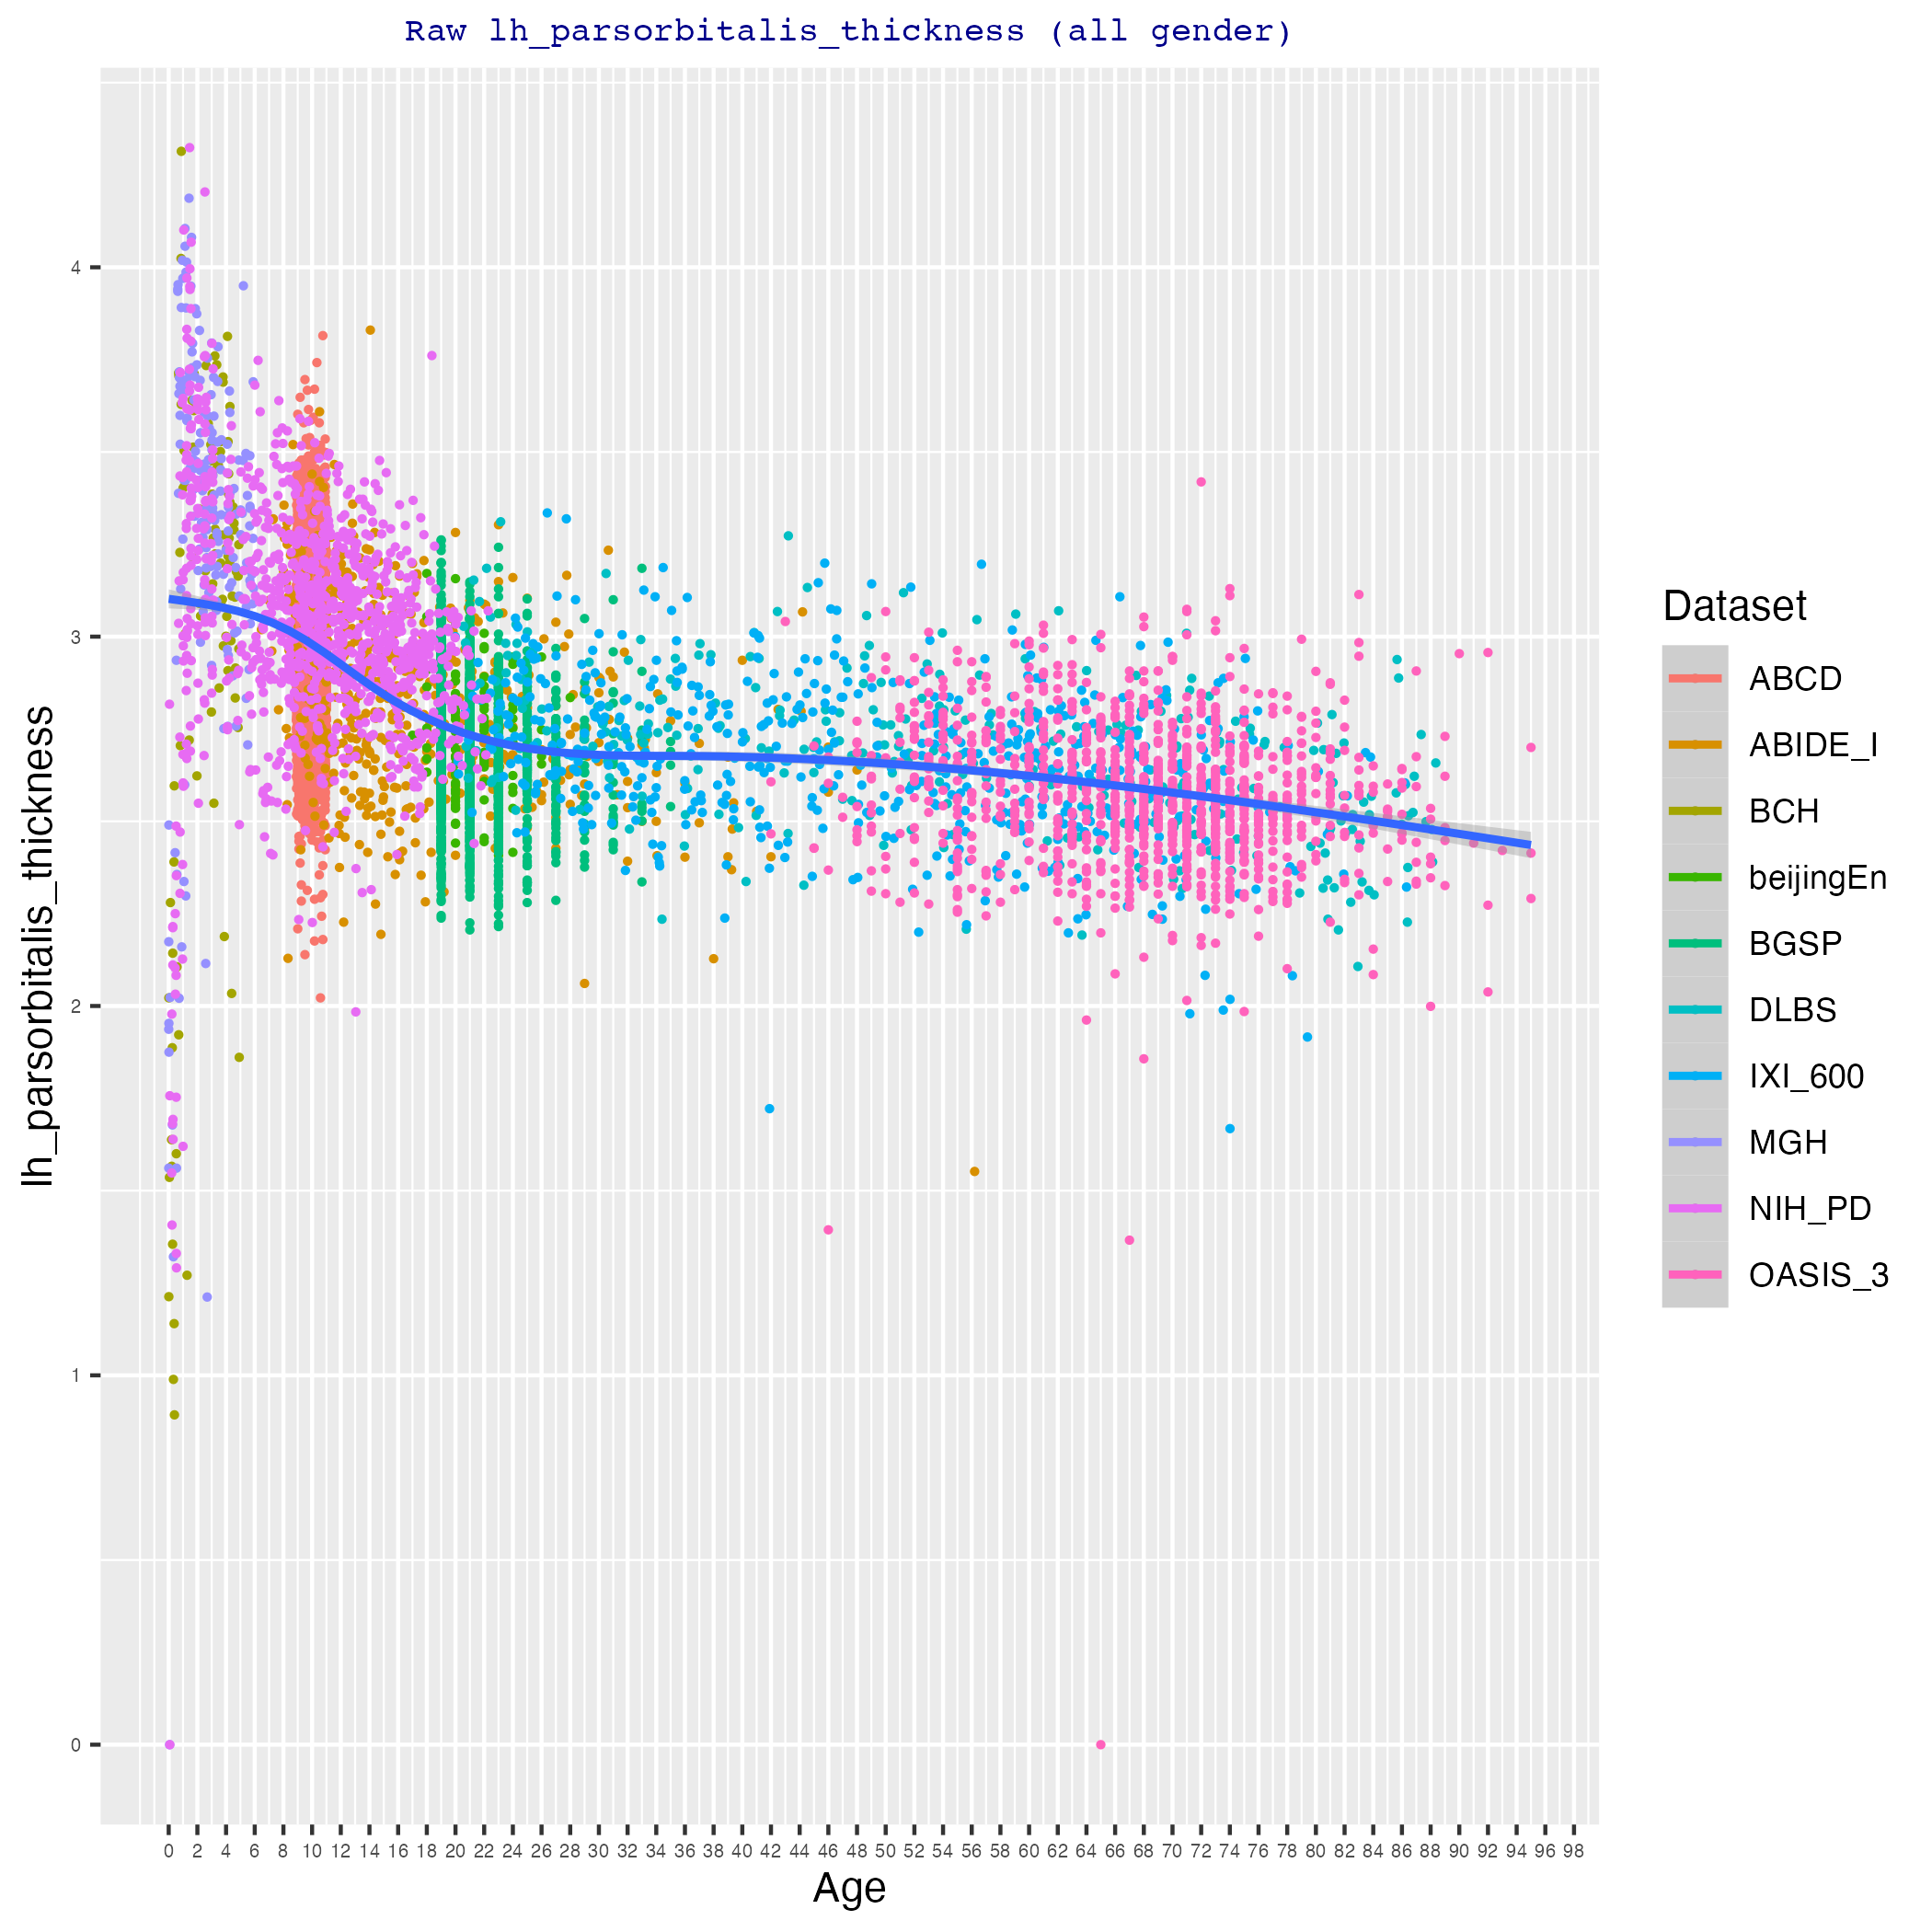 Raw lh_parsorbitalis_thickness (all gender)
lh_parsorbitalis_thickness
4
3
2
1
0
0 2 4 6 8 10 12 14 16 18 20 22 24 26 28 30 32 34 36 38 40 42 44 46 48 50 52 54 56 58 60 62 64 66 68 70 72 74 76 78 80 82 84 86 88 90 92 94 96 98
Age
Dataset
ABCD
ABIDE_I
BCH
beijingEn
BGSP
DLBS
IXI_600
MGH
NIH_PD
OASIS_3